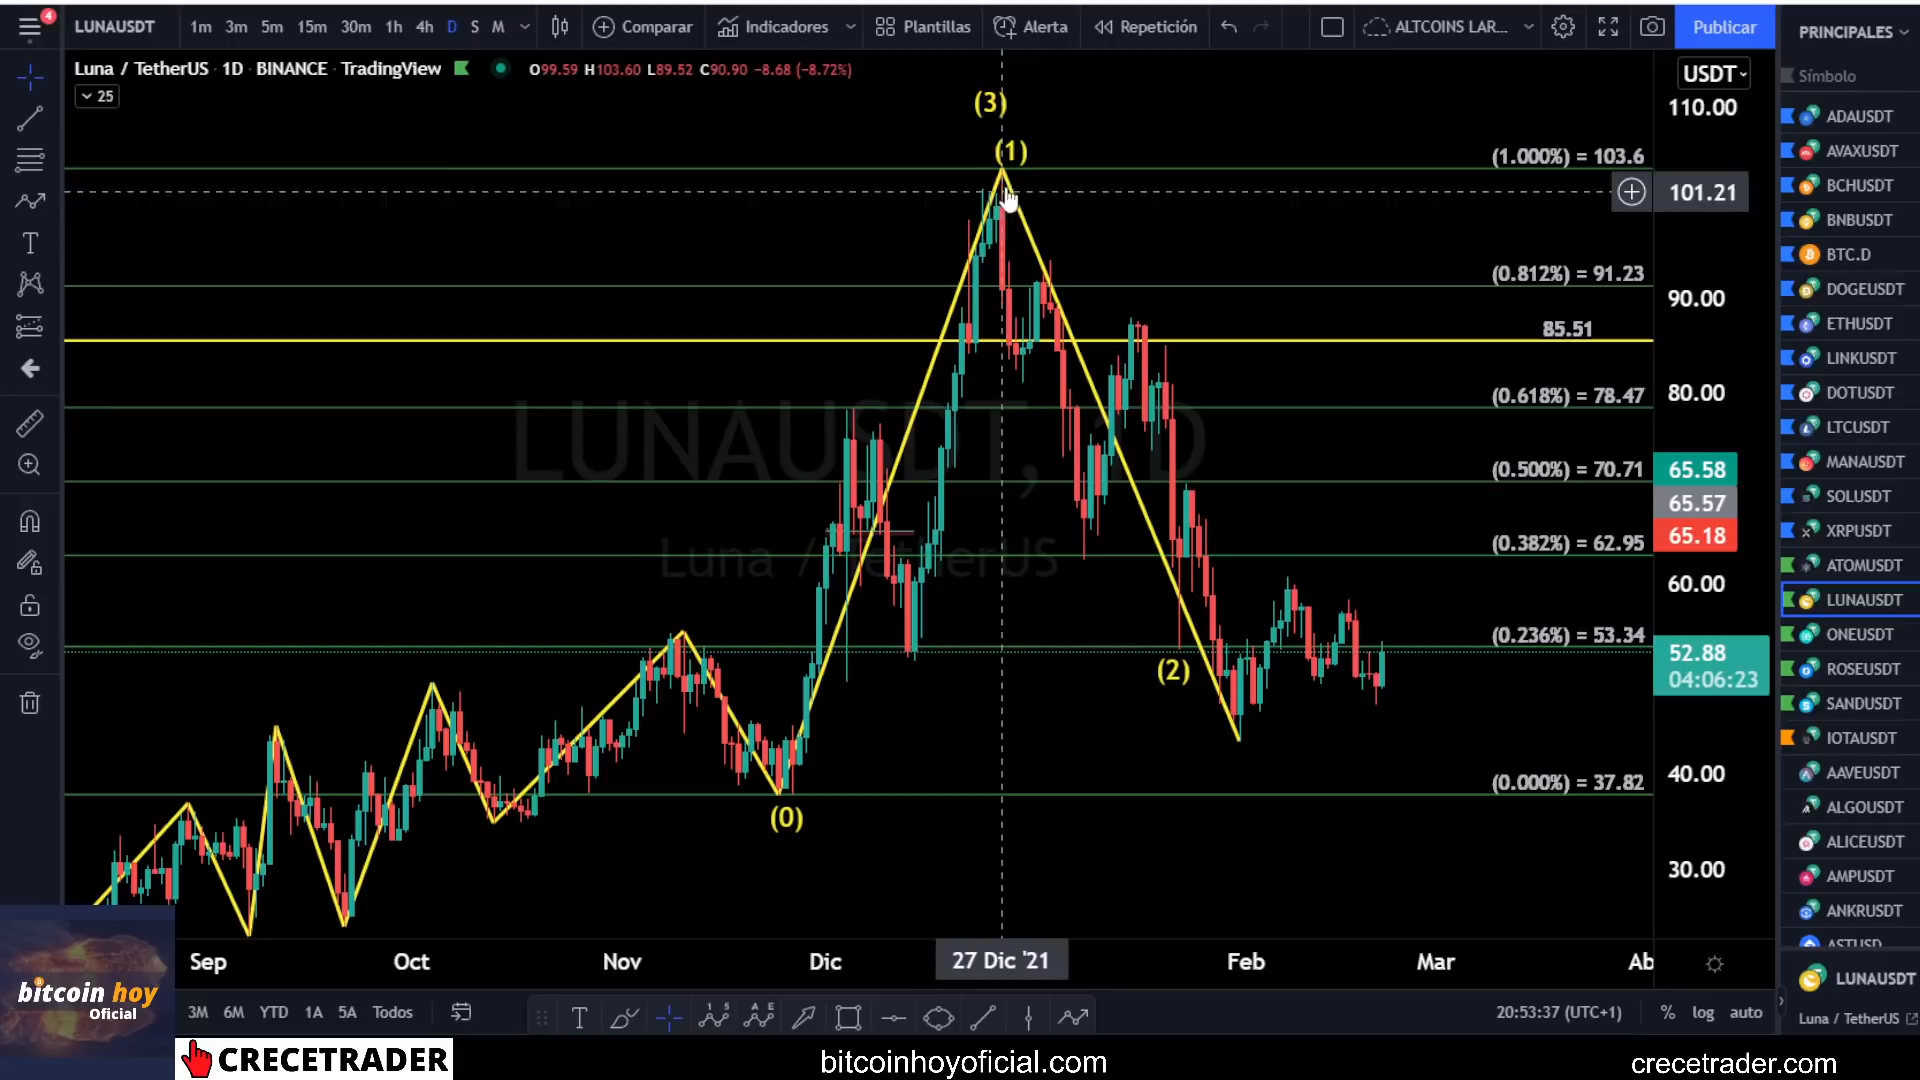 4
LUNAUSDT 1m 3m 5m 15m 30m 1h 4h D S M Comparar Indicadores Plantillas Alerta Repetición ALTCOINS LAR... Publicar
Luna / TetherUS · 1D · BINANCE · TradingView O99.59 H103.60 L89.52 C90.90 -8.68 (-8.72%)
25
LUNAUSDT, 1D
Luna / TetherUS
(3)
(1)
(2)
(0)
(1.000%) = 103.6
(0.812%) = 91.23
85.51
(0.618%) = 78.47
(0.500%) = 70.71
(0.382%) = 62.95
(0.236%) = 53.34
(0.000%) = 37.82
USDT
110.00
101.21
90.00
80.00
65.58
65.57
65.18
60.00
52.88
04:06:23
40.00
30.00
Sep Oct Nov Dic 27 Dic '21 Feb Mar Ab
3M 6M YTD 1A 5A Todos
T
20:53:37 (UTC+1) % log auto
PRINCIPALES
Símbolo
ADAUSDT
AVAXUSDT
BCHUSDT
BNBUSDT
BTC.D
DOGEUSDT
ETHUSDT
LINKUSDT
DOTUSDT
LTCUSDT
MANAUSDT
SOLUSDT
XRPUSDT
ATOMUSDT
LUNAUSDT
ONEUSDT
ROSEUSDT
SANDUSDT
IOTAUSDT
AAVEUSDT
ALGOUSDT
ALICEUSDT
AMPUSDT
ANKRUSDT
LUNAUSDT
Luna / TetherUS
bitcoin hoy
Oficial
CRECETRADER
bitcoinhoyoficial.com
crecetrader.com